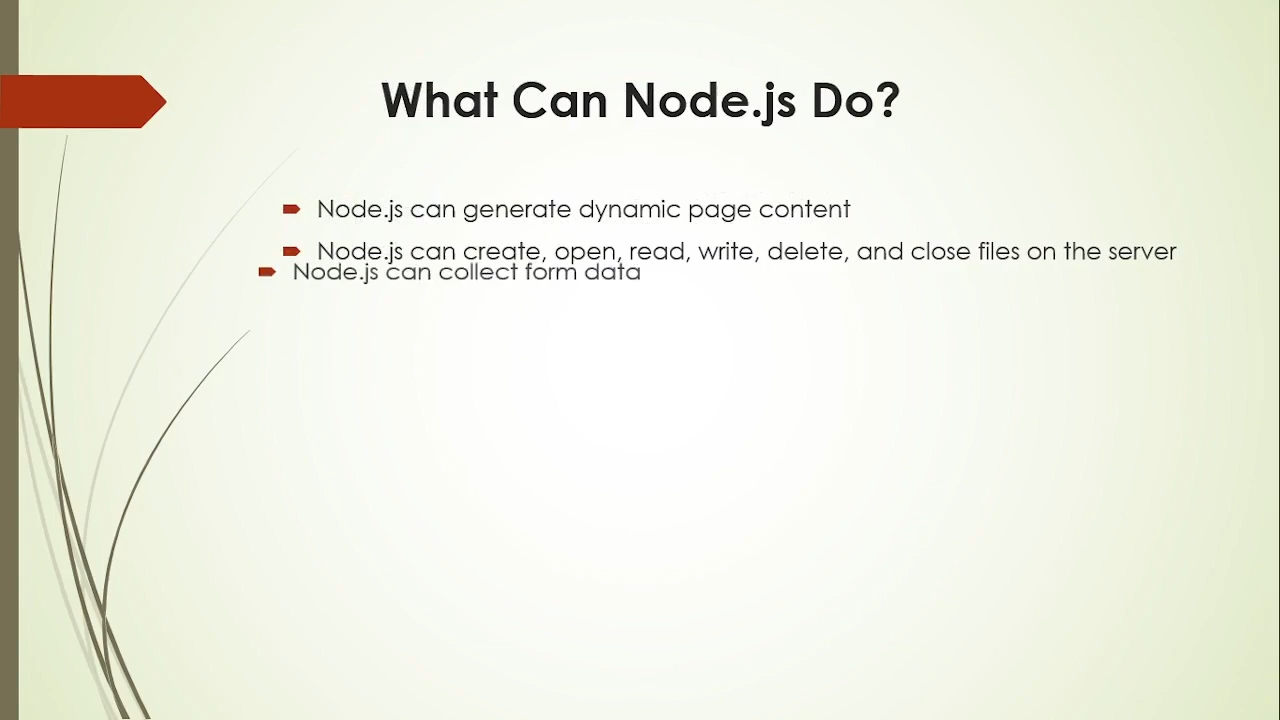 What Can Node.js Do?
Node.js can generate dynamic page content
Node.js can create, open, read, write, delete, and close files on the server
Node.js can collect form data